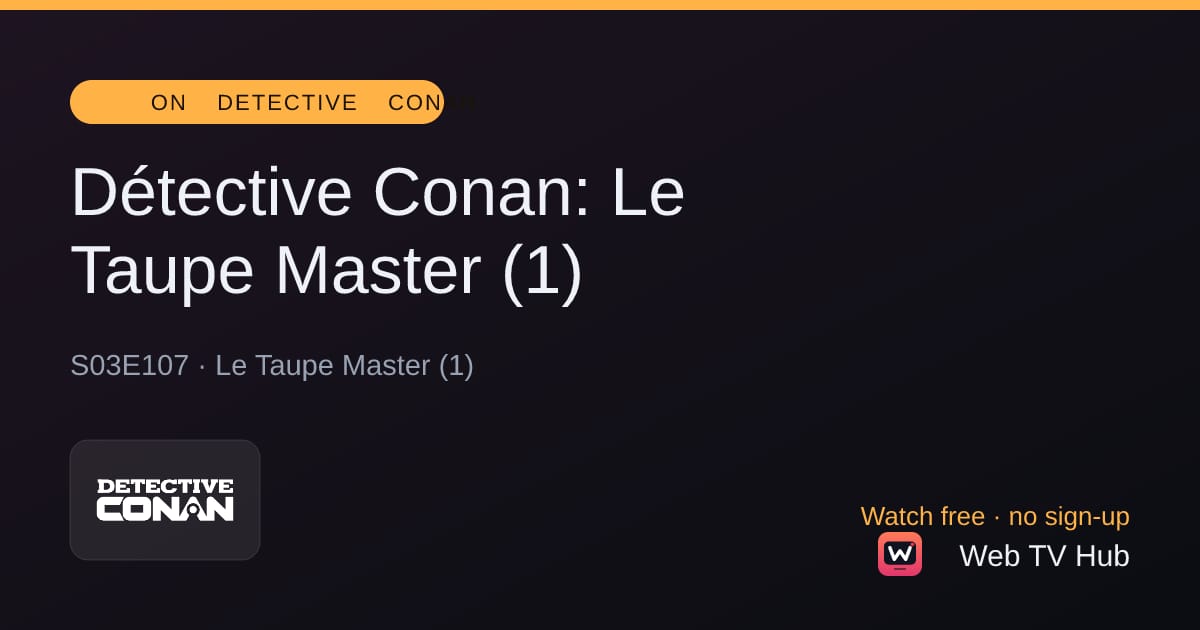 ON DETECTIVE CONAN
Détective Conan: Le
Taupe Master (1)
S03E107 · Le Taupe Master (1)
DETECTIVE
CONAN
Watch free · no sign-up
W
Web TV Hub